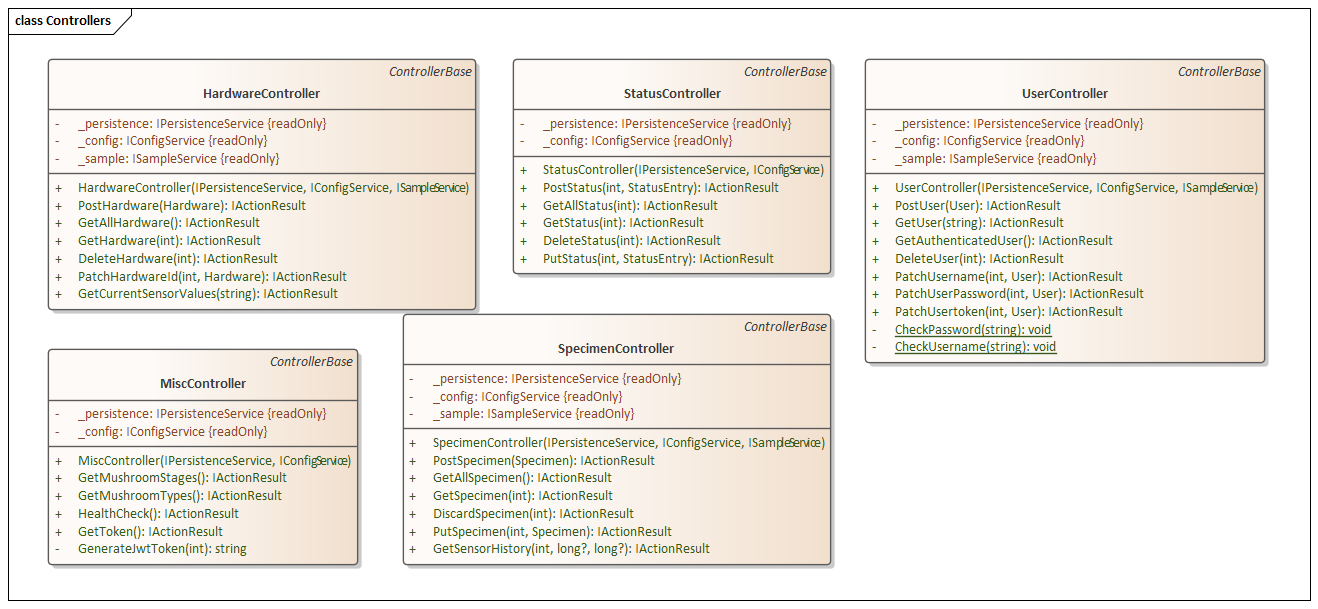 class Controllers
ControllerBase
HardwareController
- _persistence: IPersistenceService {readOnly}
- _config: IConfigService {readOnly}
- _sample: ISampleService {readOnly}
+ HardwareController(IPersistenceService, IConfigService, ISampleService)
+ PostHardware(Hardware): IActionResult
+ GetAllHardware(): IActionResult
+ GetHardware(int): IActionResult
+ DeleteHardware(int): IActionResult
+ PatchHardwareId(int, Hardware): IActionResult
+ GetCurrentSensorValues(string): IActionResult
ControllerBase
StatusController
- _persistence: IPersistenceService {readOnly}
- _config: IConfigService {readOnly}
+ StatusController(IPersistenceService, IConfigService)
+ PostStatus(int, StatusEntry): IActionResult
+ GetAllStatus(int): IActionResult
+ GetStatus(int): IActionResult
+ DeleteStatus(int): IActionResult
+ PutStatus(int, StatusEntry): IActionResult
ControllerBase
UserController
- _persistence: IPersistenceService {readOnly}
- _config: IConfigService {readOnly}
- _sample: ISampleService {readOnly}
+ UserController(IPersistenceService, IConfigService, ISampleService)
+ PostUser(User): IActionResult
+ GetUser(string): IActionResult
+ GetAuthenticatedUser(): IActionResult
+ DeleteUser(int): IActionResult
+ PatchUsername(int, User): IActionResult
+ PatchUserPassword(int, User): IActionResult
+ PatchUsertoken(int, User): IActionResult
- CheckPassword(string): void
- CheckUsername(string): void
ControllerBase
MiscController
- _persistence: IPersistenceService {readOnly}
- _config: IConfigService {readOnly}
+ MiscController(IPersistenceService, IConfigService)
+ GetMushroomStages(): IActionResult
+ GetMushroomTypes(): IActionResult
+ HealthCheck(): IActionResult
+ GetToken(): IActionResult
- GenerateJwtToken(int): string
ControllerBase
SpecimenController
- _persistence: IPersistenceService {readOnly}
- _config: IConfigService {readOnly}
- _sample: ISampleService {readOnly}
+ SpecimenController(IPersistenceService, IConfigService, ISampleService)
+ PostSpecimen(Specimen): IActionResult
+ GetAllSpecimen(): IActionResult
+ GetSpecimen(int): IActionResult
+ DiscardSpecimen(int): IActionResult
+ PutSpecimen(int, Specimen): IActionResult
+ GetSensorHistory(int, long?, long?): IActionResult